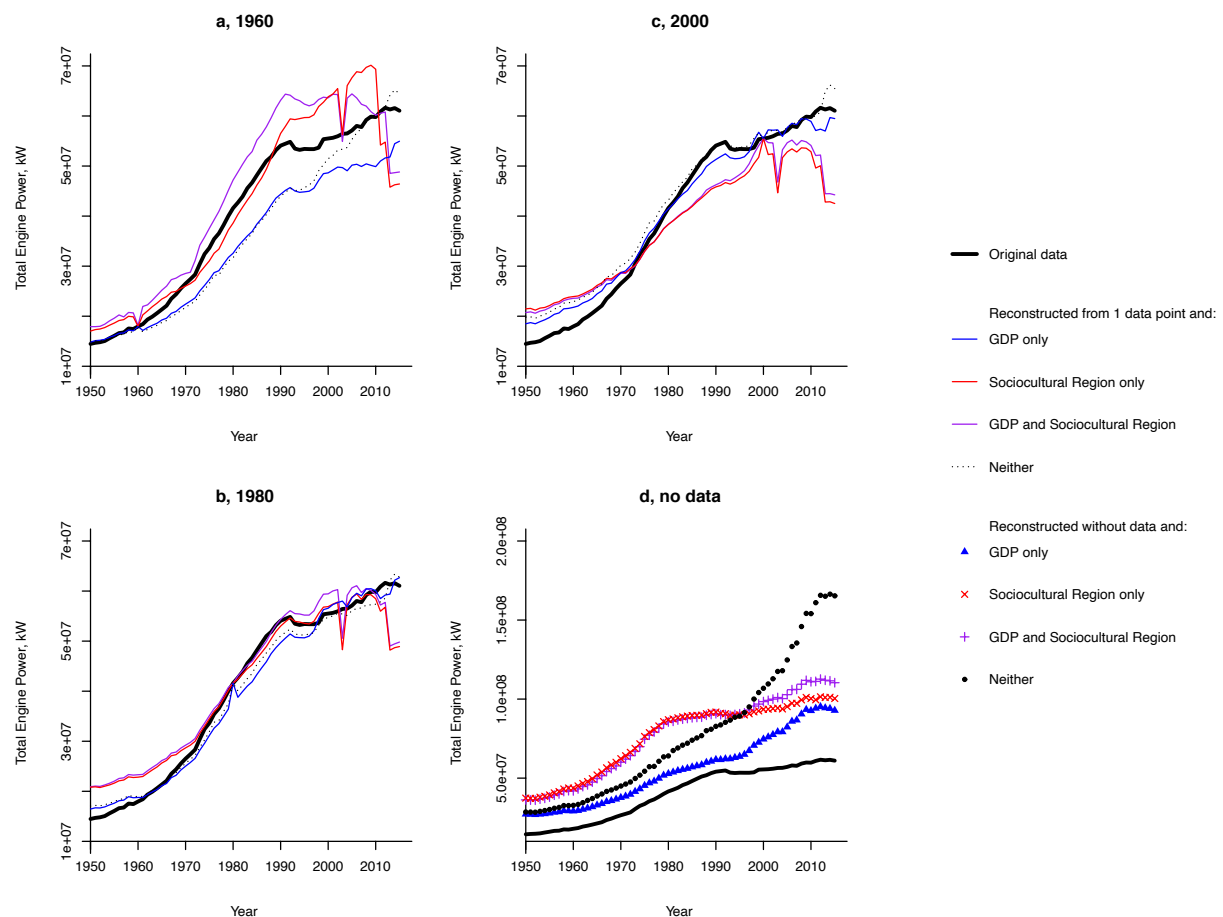 a, 1960
Total Engine Power, kW
7e+07
5e+07
3e+07
1e+07
1950 1960 1970 1980 1990 2000 2010
Year
c, 2000
Total Engine Power, kW
7e+07
5e+07
3e+07
1e+07
1950 1960 1970 1980 1990 2000 2010
Year
b, 1980
Total Engine Power, kW
7e+07
5e+07
3e+07
1e+07
1950 1960 1970 1980 1990 2000 2010
Year
d, no data
Total Engine Power, kW
2.0e+08
1.5e+08
1.0e+08
5.0e+07
1950 1960 1970 1980 1990 2000 2010
Year
Original data
Reconstructed from 1 data point and:
GDP only
Sociocultural Region only
GDP and Sociocultural Region
Neither
Reconstructed without data and:
GDP only
Sociocultural Region only
GDP and Sociocultural Region
Neither